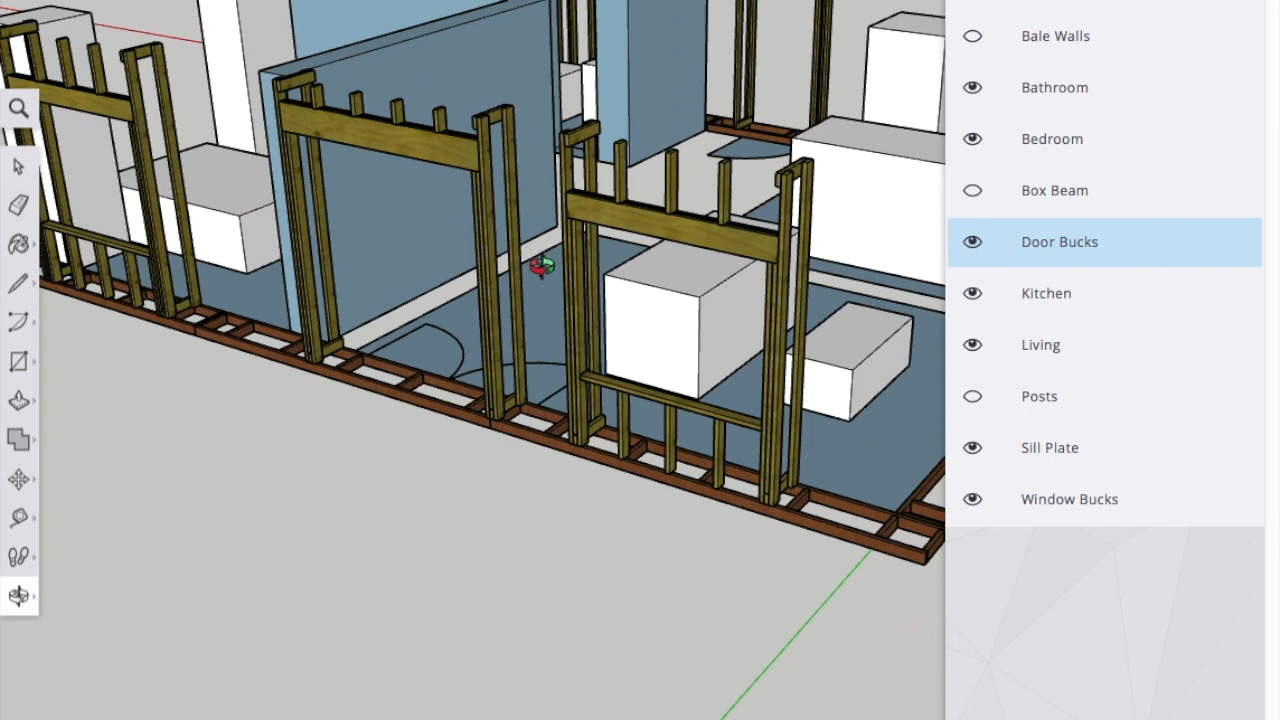 Bale Walls
Bathroom
Bedroom
Box Beam
Door Bucks
Kitchen
Living
Posts
Sill Plate
Window Bucks